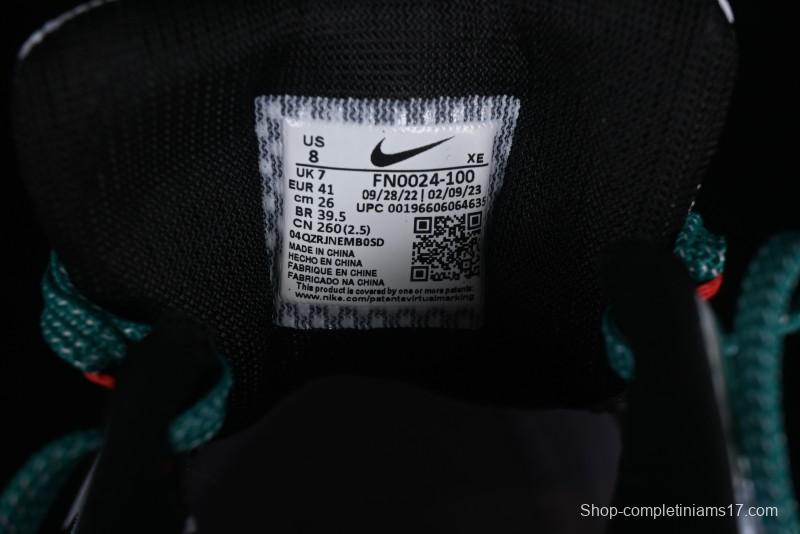 US
8
XE
UK 7
EUR 41
cm 26
BR 39.5
CN 260(2.5)
FN0024-100
09/28/22 | 02/09/23
UPC 00196606064635
04QZRJNEMB0SD
MADE IN CHINA
HECHO EN CHINA
FABRIQUE EN CHINE
FABRICADO NA CHINA
This product is covered by one or more patents:
www.nike.com/patentsvirtualmarking
Shop-completiniams17.com